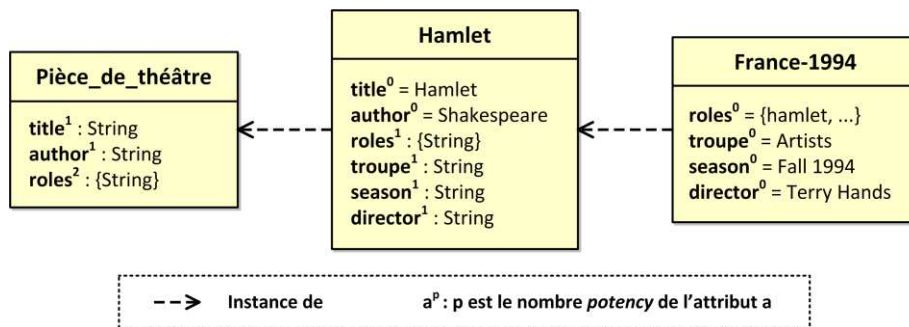 Pièce_de_théâtre
title¹ : String
author¹ : String
roles² : {String}
Hamlet
title⁰ = Hamlet
author⁰ = Shakespeare
roles¹ : {String}
troupe¹ : String
season¹ : String
director¹ : String
France-1994
roles⁰ = {hamlet, ...}
troupe⁰ = Artists
season⁰ = Fall 1994
director⁰ = Terry Hands
Instance de
aᵖ : p est le nombre potency de l'attribut a